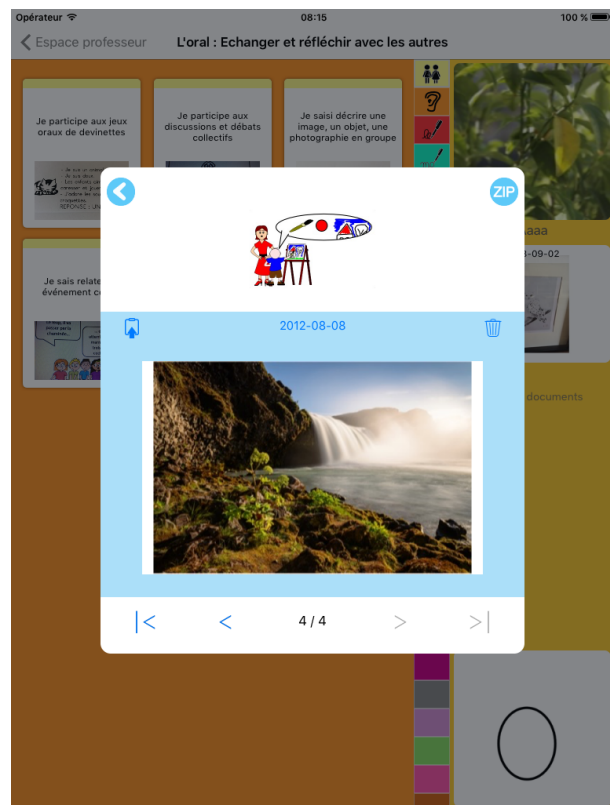 Opérateur
08:15
100 %
Espace professeur
L'oral : Echanger et réfléchir avec les autres
Je participe aux jeux
oraux de devinettes
Je participe aux
discussions et débats
collectifs
Je saisi décrire une
image, un objet, une
photographie en groupe
Je sais relate
événement
ZIP
aaa
-09-02
2012-08-08
documents
|<
<
4 / 4
>
>|